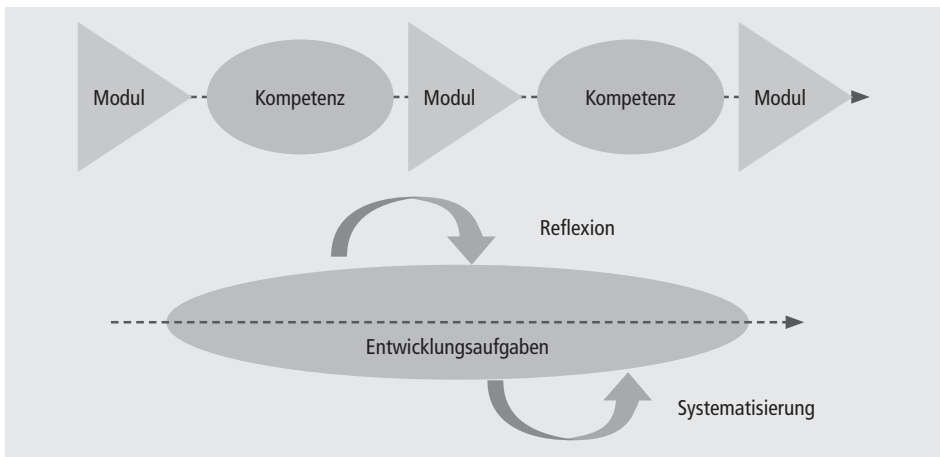 Modul Kompetenz Modul Kompetenz Modul
Reflexion
Entwicklungsaufgaben
Systematisierung